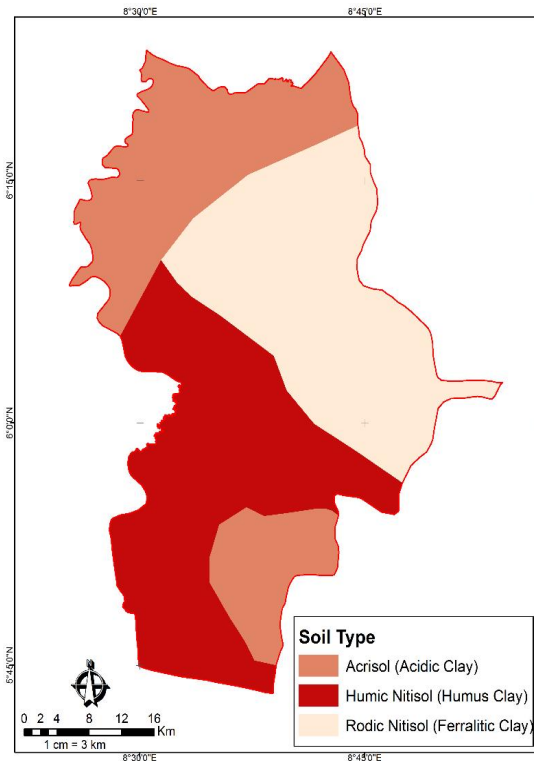 8°30'0"E 8°45'0"E
6°15'0"N
6°0'0"N
5°45'0"N
Soil Type
Acrisol (Acidic Clay)
Humic Nitisol (Humus Clay)
Rodic Nitisol (Ferralitic Clay)
N
0 2 4 8 12 16
Km
1 cm = 3 km
8°30'0"E 8°45'0"E